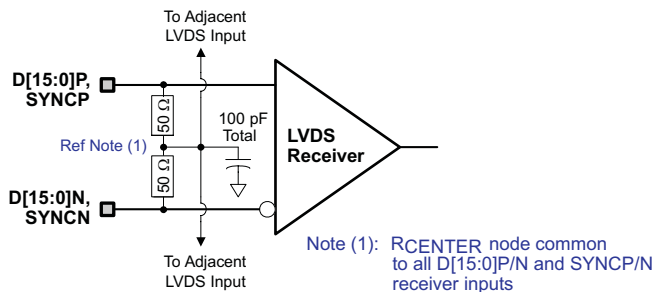 To Adjacent
LVDS Input
D[15:0]P,
SYNCP
50 Ω
100 pF
Total
LVDS
Receiver
Ref Note (1)
50 Ω
D[15:0]N,
SYNCN
To Adjacent
LVDS Input
Note (1): RCENTER node common
to all D[15:0]P/N and SYNCP/N
receiver inputs